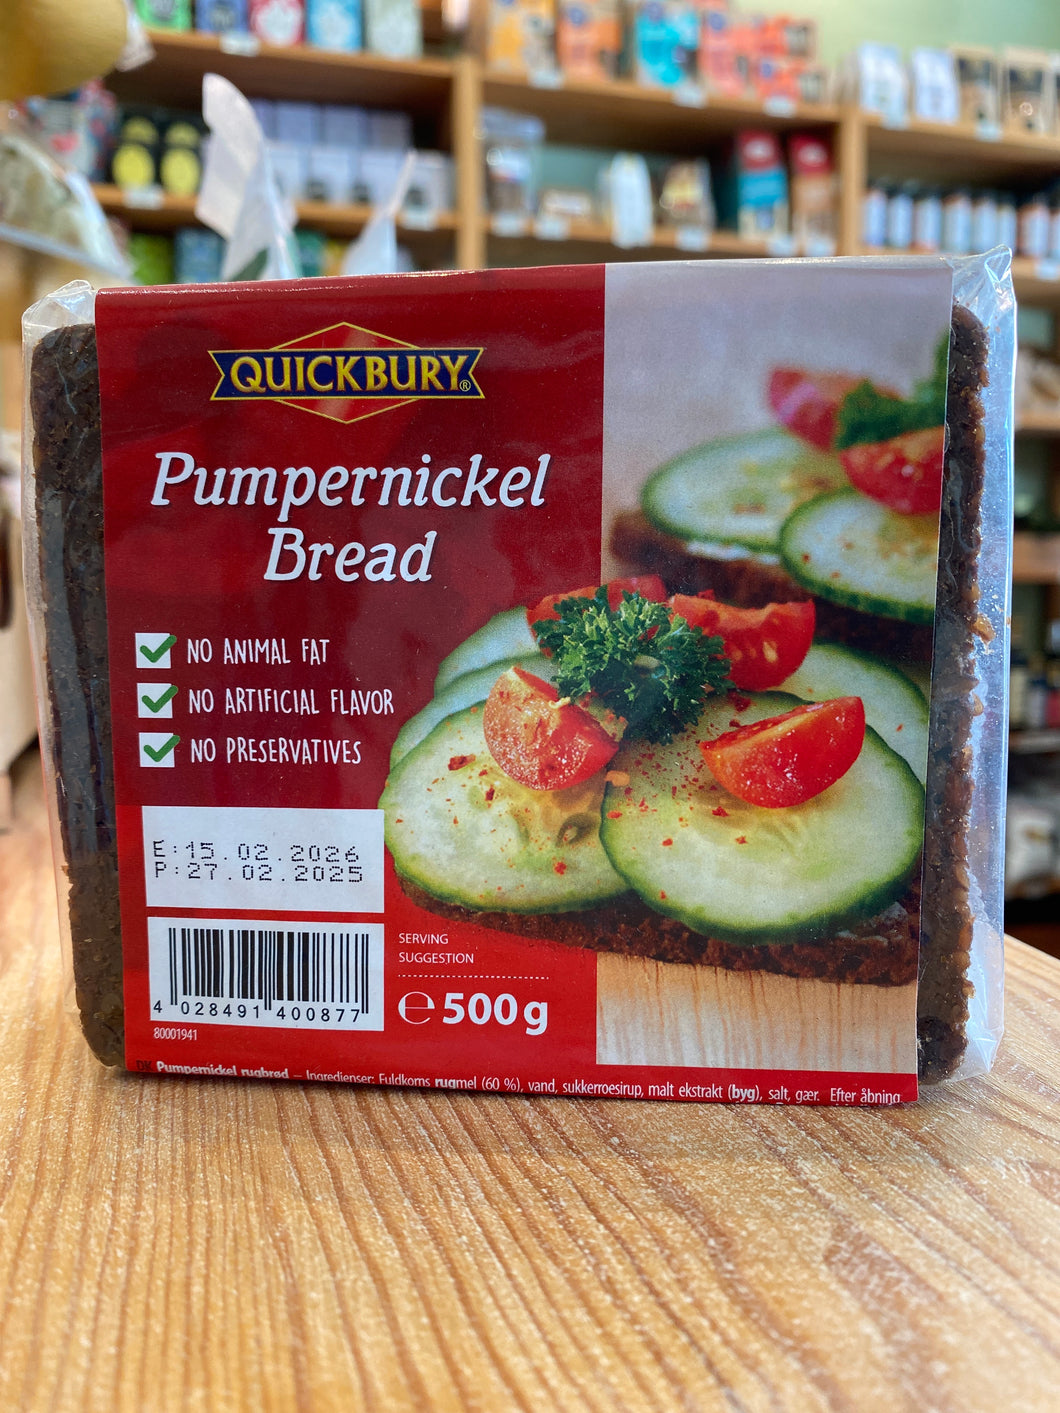 QUICKBURY®
Pumpernickel
Bread
NO ANIMAL FAT
NO ARTIFICIAL FLAVOR
NO PRESERVATIVES
E:15.02.2026
P:27.02.2025
4 028491 400877
80001941
SERVING
SUGGESTION
℮ 500g
DK Pumpernickel rugbrød – Ingredienser: Fuldkorns rugmel (60 %), vand, sukkerroesirup, malt ekstrakt (byg), salt, gær. Efter åbning